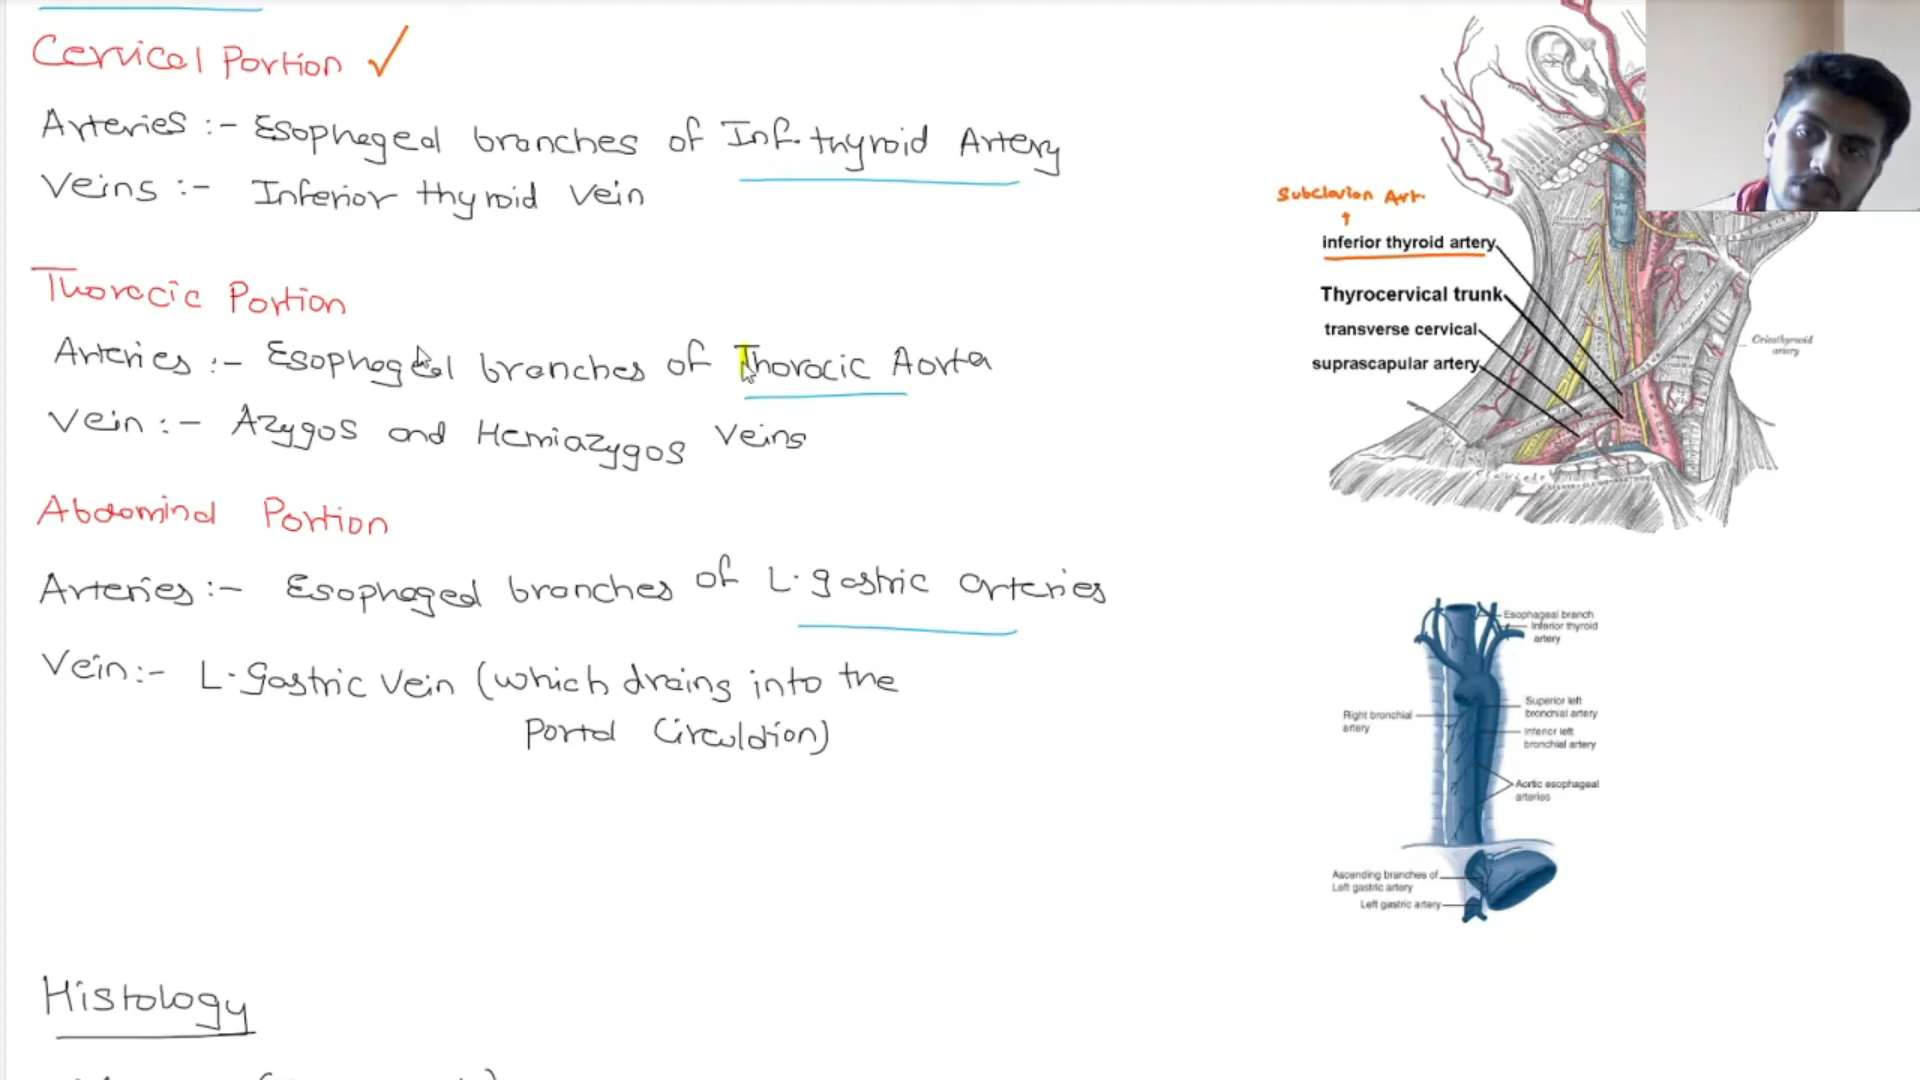 Cervical Portion ✓
Arteries :- Esophageal branches of Inf. thyroid Artery
Veins :- Inferior thyroid vein
Thoracic Portion
Arteries :- Esophageal branches of Thoracic Aorta
Vein :- Azygos and Hemiazygos Veins
Abdominal Portion
Arteries :- Esophageal branches of L. gastric arteries
Vein :- L. Gastric Vein (which drains into the
Portal Circulation)
Histology
Subclavian Art.
inferior thyroid artery
Thyrocervical trunk
transverse cervical
suprascapular artery
Cricothyroid
artery
Esophageal branch
Inferior thyroid
artery
Superior left
bronchial artery
Right bronchial
artery
Inferior left
bronchial artery
Aortic esophageal
arteries
Ascending branches of
Left gastric artery
Left gastric artery